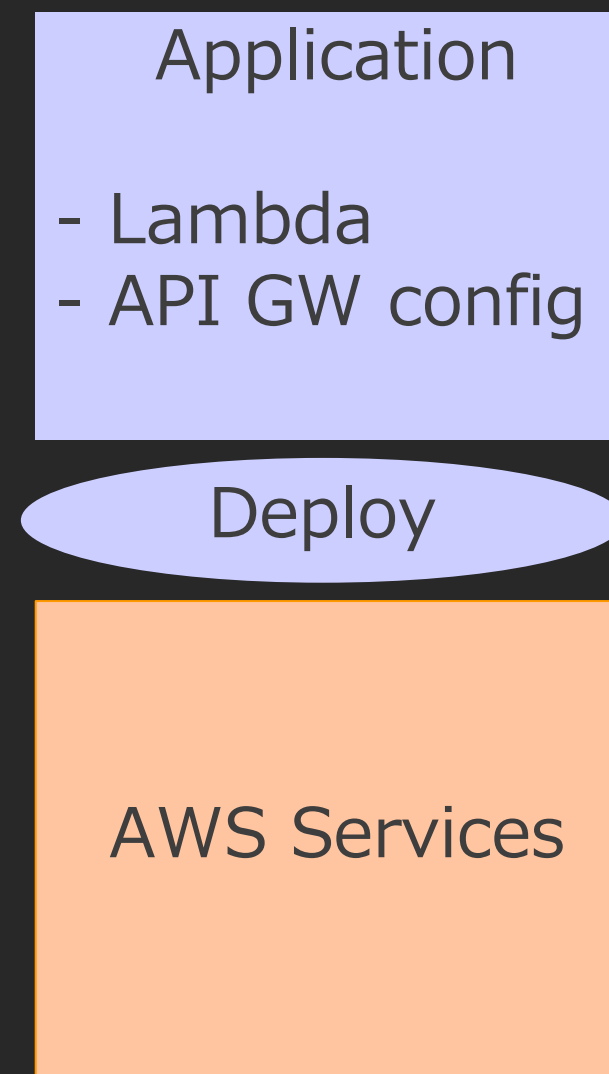 Application
- Lambda
- API GW config
Deploy
AWS Services